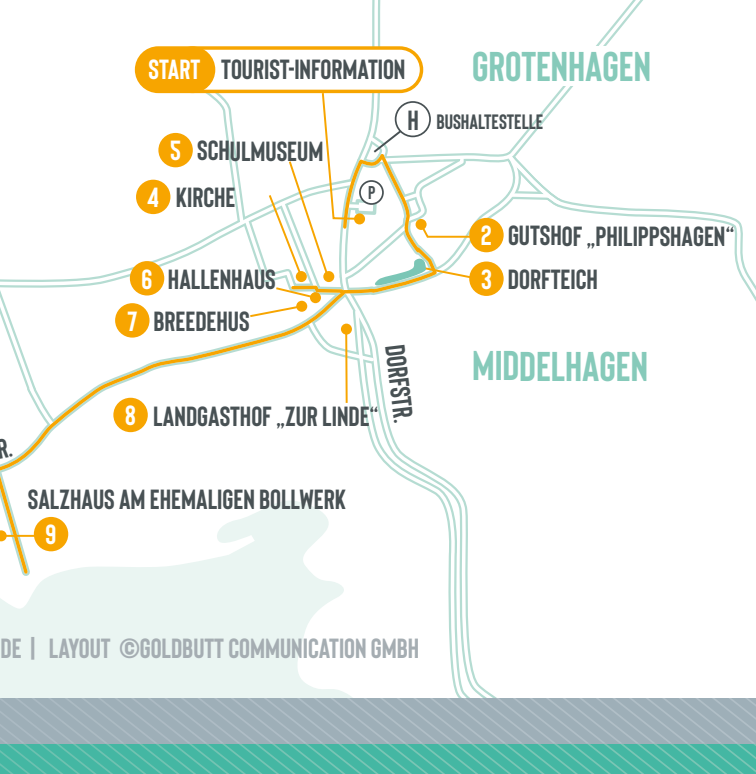 GROTENHAGEN
START TOURIST-INFORMATION
H BUSHALTESTELLE
5 SCHULMUSEUM
4 KIRCHE
P
2 GUTSHOF „PHILIPPSHAGEN“
6 HALLENHAUS
3 DORFTEICH
7 BREEDEHUS
MIDDELHAGEN
DORFSTR.
8 LANDGASTHOF „ZUR LINDE“
R.
SALZHAUS AM EHEMALIGEN BOLLWERK
9
DE | LAYOUT ©GOLDBUTT COMMUNICATION GMBH